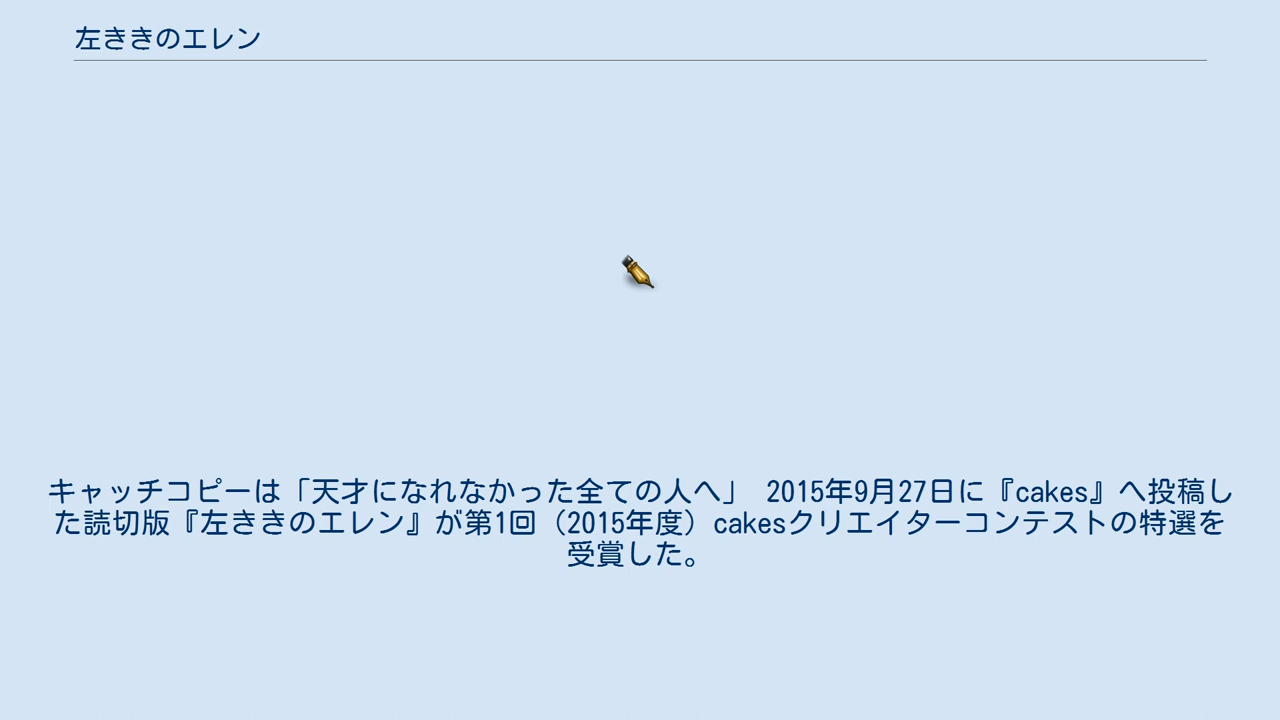 左ききのエレン
キャッチコピーは「天才になれなかった全ての人へ」 2015年9月27日に『cakes』へ投稿し
た読切版『左ききのエレン』が第1回（2015年度）cakesクリエイターコンテストの特選を
受賞した。